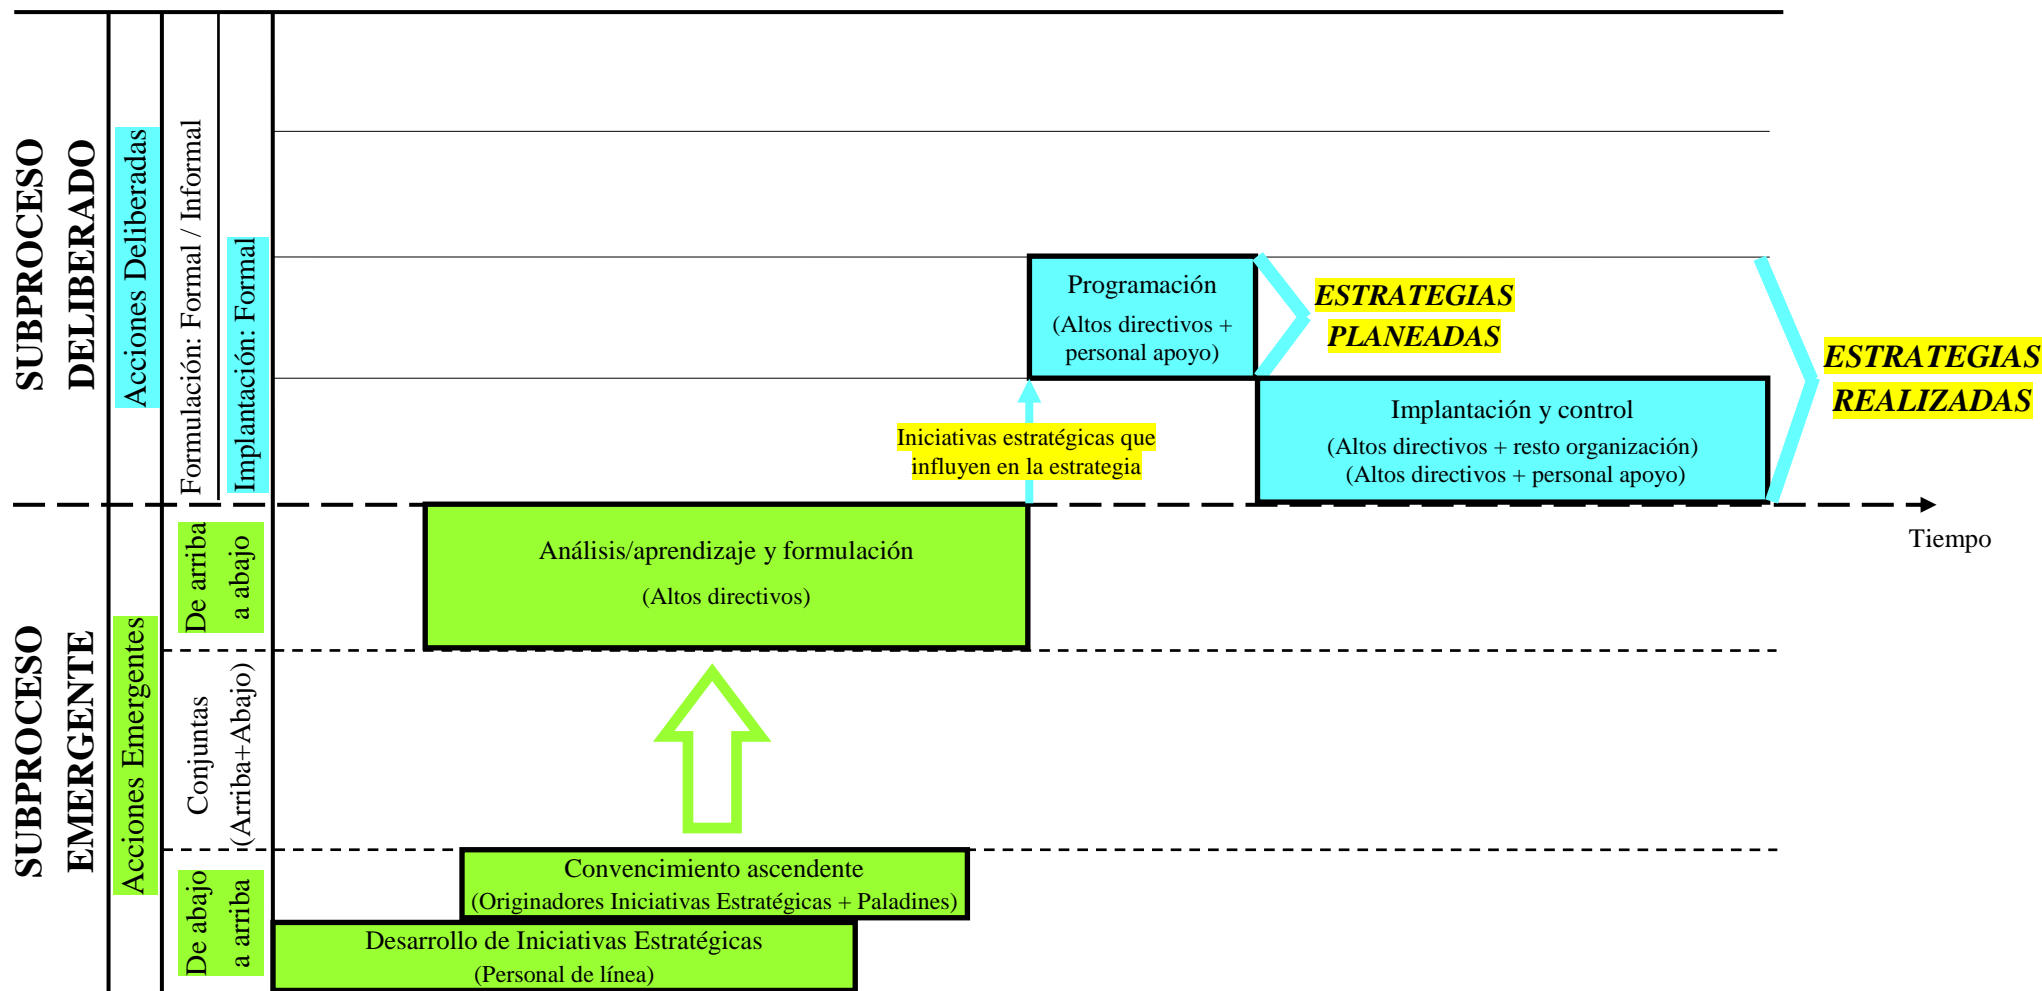 SUBPROCESO
DELIBERADO
Acciones Deliberadas
Formulación: Formal / Informal
Implantación: Formal
Programación
(Altos directivos +
personal apoyo)
ESTRATEGIAS
PLANEADAS
ESTRATEGIAS
REALIZADAS
Implantación y control
(Altos directivos + resto organización)
(Altos directivos + personal apoyo)
Iniciativas estratégicas que
influyen en la estrategia
Tiempo
SUBPROCESO
EMERGENTE
Acciones Emergentes
De arriba
a abajo
Análisis/aprendizaje y formulación
(Altos directivos)
Conjuntas
(Arriba+Abajo)
De abajo
a arriba
Convencimiento ascendente
(Originadores Iniciativas Estratégicas + Paladines)
Desarrollo de Iniciativas Estratégicas
(Personal de línea)